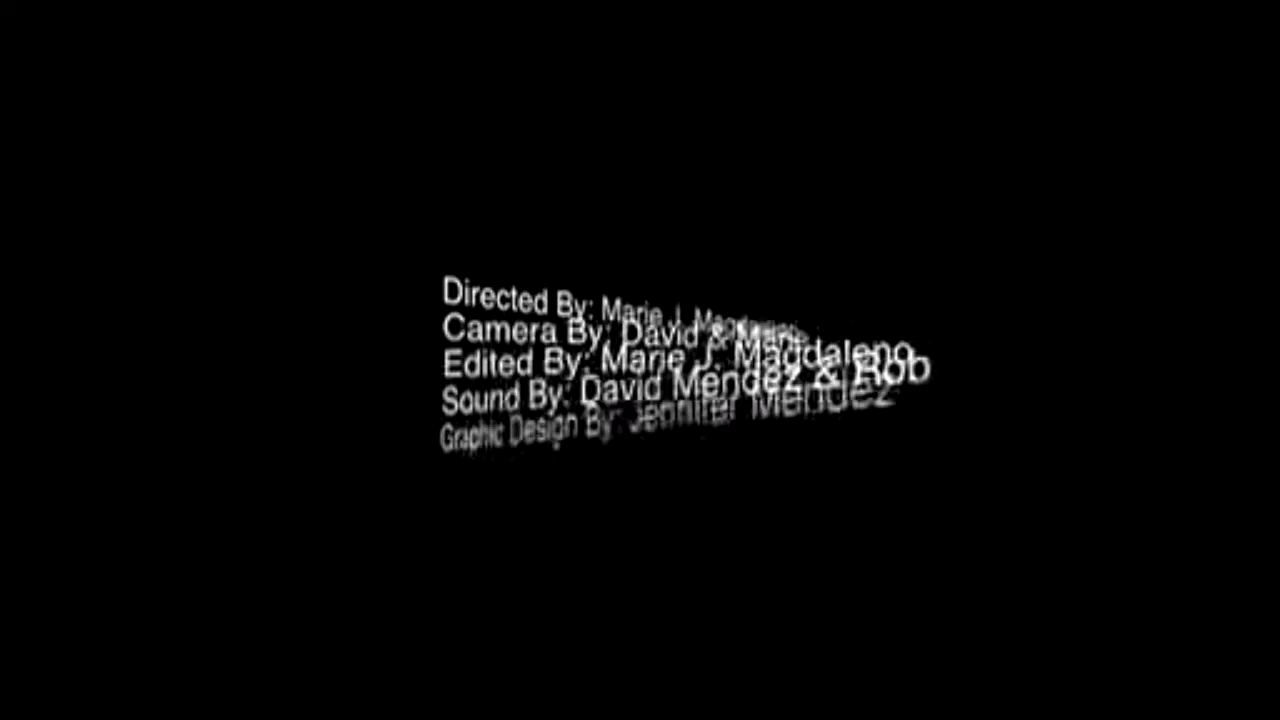 Directed By: Marie J. Magdaleno
Camera By: David & Marie
Edited By: Marie J. Magdaleno
Sound By: David Mendez & Rob
Graphic Design By: Jennifer Mendez